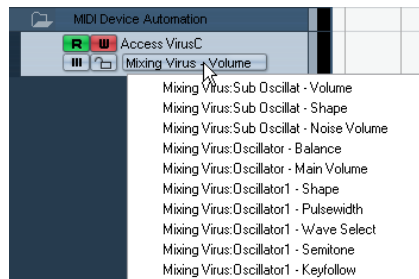 MIDI Device Automation
R W Access VirusC
Mixing Virus - Volume
Mixing Virus:Sub Oscillat - Volume
Mixing Virus:Sub Oscillat - Shape
Mixing Virus:Sub Oscillat - Noise Volume
Mixing Virus:Oscillator - Balance
Mixing Virus:Oscillator - Main Volume
Mixing Virus:Oscillator1 - Shape
Mixing Virus:Oscillator1 - Pulsewidth
Mixing Virus:Oscillator1 - Wave Select
Mixing Virus:Oscillator1 - Semitone
Mixing Virus:Oscillator1 - Keyfollow